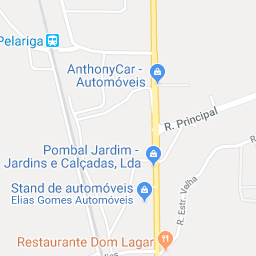 Pelariga
AnthonyCar -
Automóveis
R. Principal
Pombal Jardim -
Jardins e Calçadas, Lda
Stand de automóveis
Elias Gomes Automóveis
R. Estr. Velha
Restaurante Dom Lagar